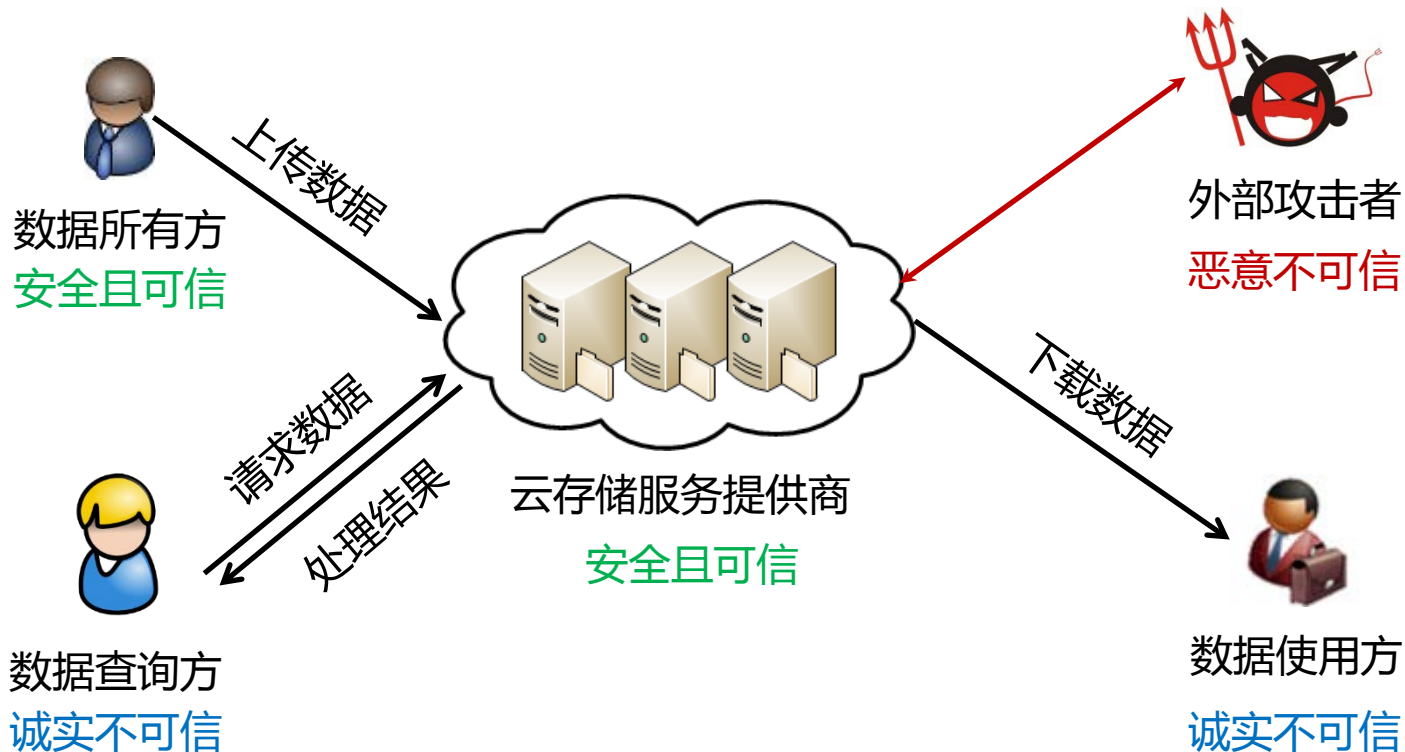 上传数据
数据所有方
安全且可信
外部攻击者
恶意不可信
请求数据
处理结果
云存储服务提供商
安全且可信
下载数据
数据查询方
诚实不可信
数据使用方
诚实不可信